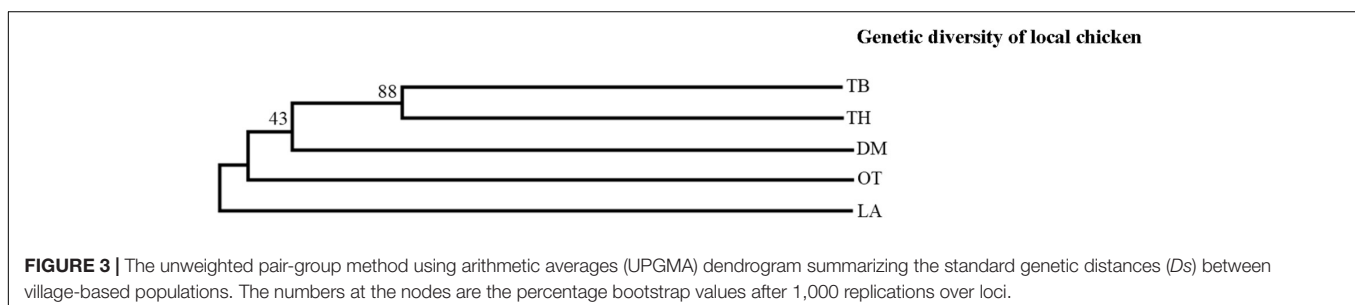 Genetic diversity of local chicken
88
TB
TH
43
DM
OT
LA
FIGURE 3 | The unweighted pair-group method using arithmetic averages (UPGMA) dendrogram summarizing the standard genetic distances (Ds) between
village-based populations. The numbers at the nodes are the percentage bootstrap values after 1,000 replications over loci.